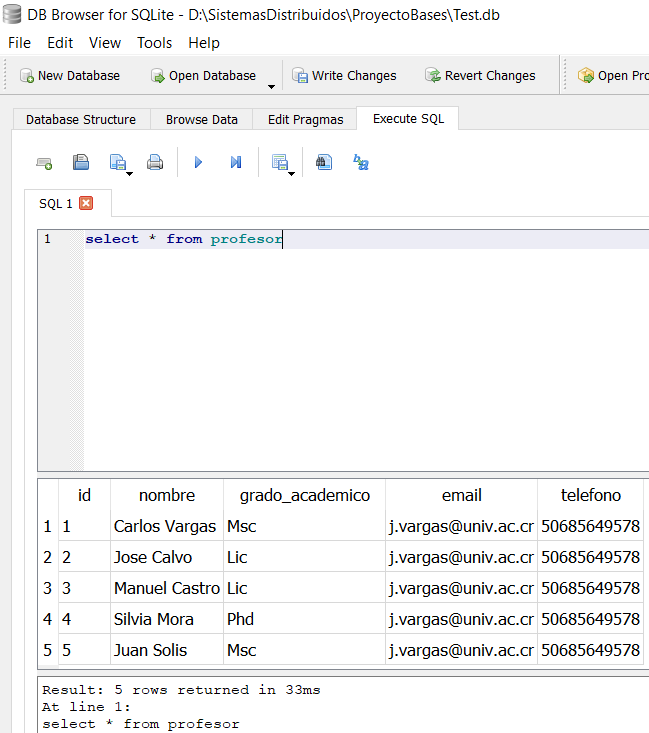 DB Browser for SQLite - D:\SistemasDistribuidos\ProyectoBases\Test.db
File Edit View Tools Help
New Database Open Database Write Changes Revert Changes Open Pro
Database Structure Browse Data Edit Pragmas Execute SQL
SQL 1
1 select * from profesor
id nombre grado_academico email telefono
1 1 Carlos Vargas Msc j.vargas@univ.ac.cr 50685649578
2 2 Jose Calvo Lic j.vargas@univ.ac.cr 50685649578
3 3 Manuel Castro Lic j.vargas@univ.ac.cr 50685649578
4 4 Silvia Mora Phd j.vargas@univ.ac.cr 50685649578
5 5 Juan Solis Msc j.vargas@univ.ac.cr 50685649578
Result: 5 rows returned in 33ms
At line 1:
select * from profesor